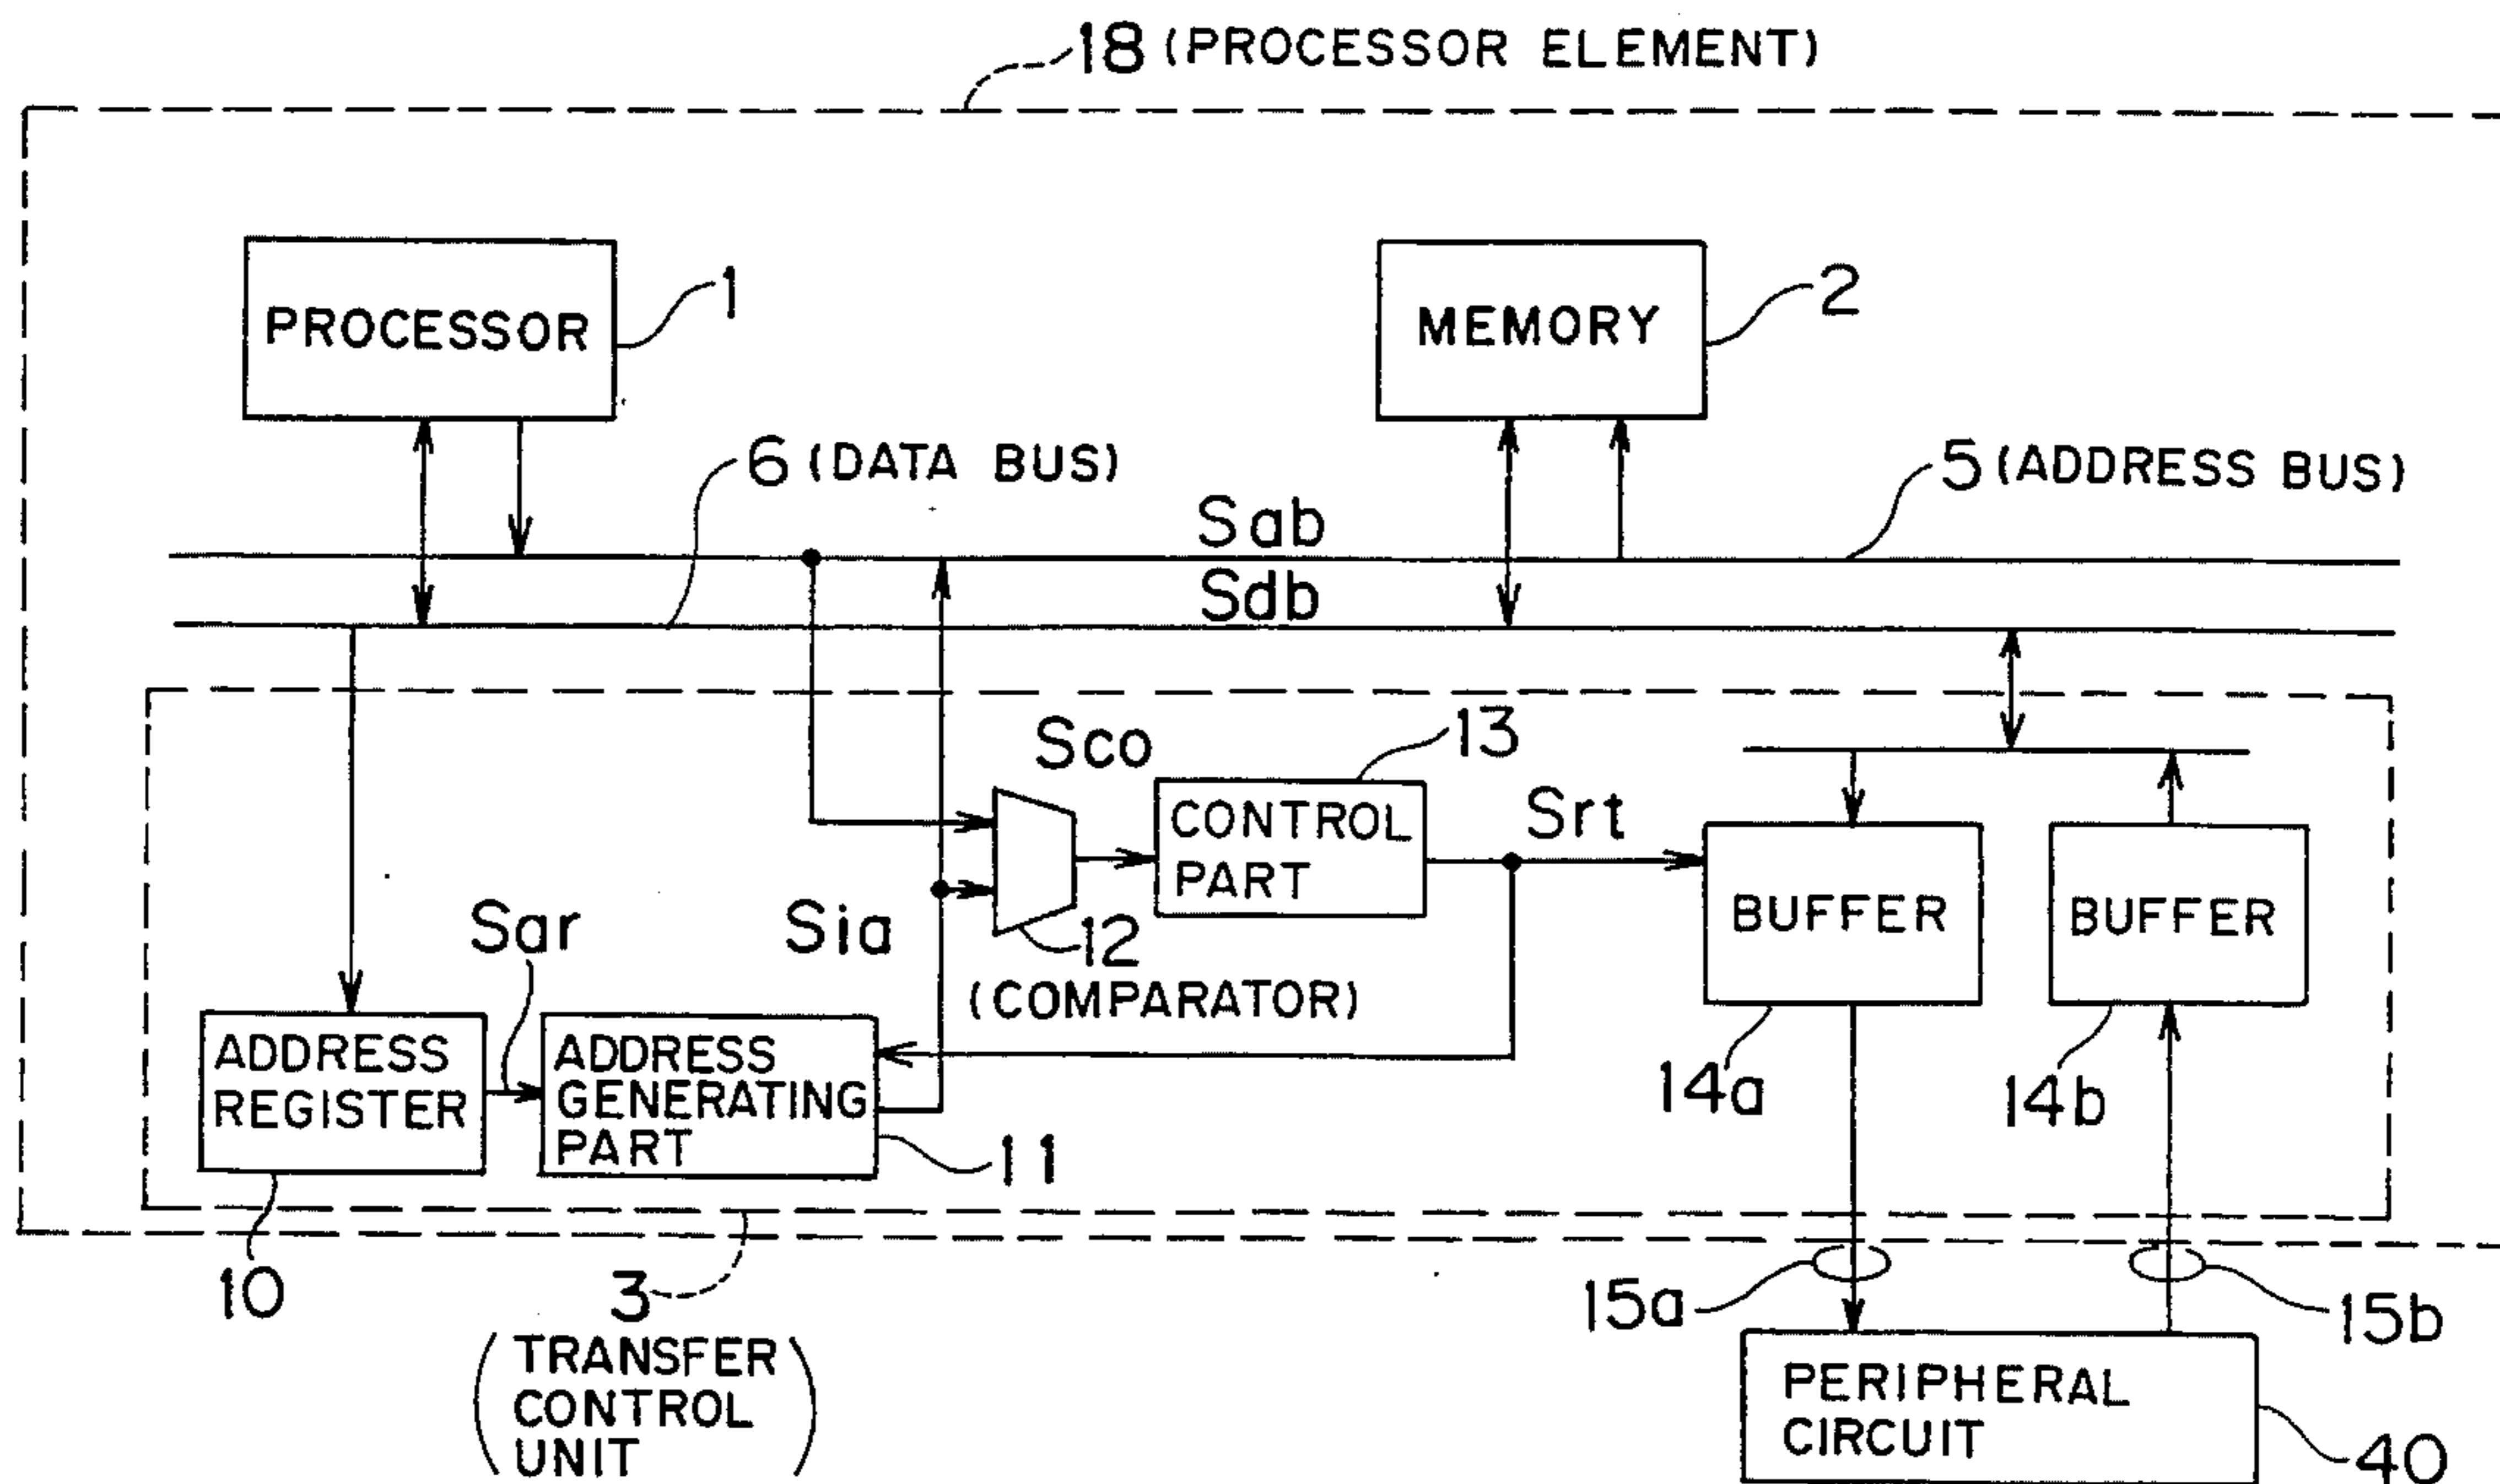 18 (PROCESSOR ELEMENT)
PROCESSOR
1
MEMORY
2
6 (DATA BUS)
5 (ADDRESS BUS)
Sab
Sdb
Sco
13
CONTROL
PART
Srt
BUFFER
BUFFER
Sar
Sia
12
(COMPARATOR)
ADDRESS
REGISTER
ADDRESS
GENERATING
PART
11
14a
14b
10
3
(TRANSFER
CONTROL
UNIT)
15a
15b
PERIPHERAL
CIRCUIT
40